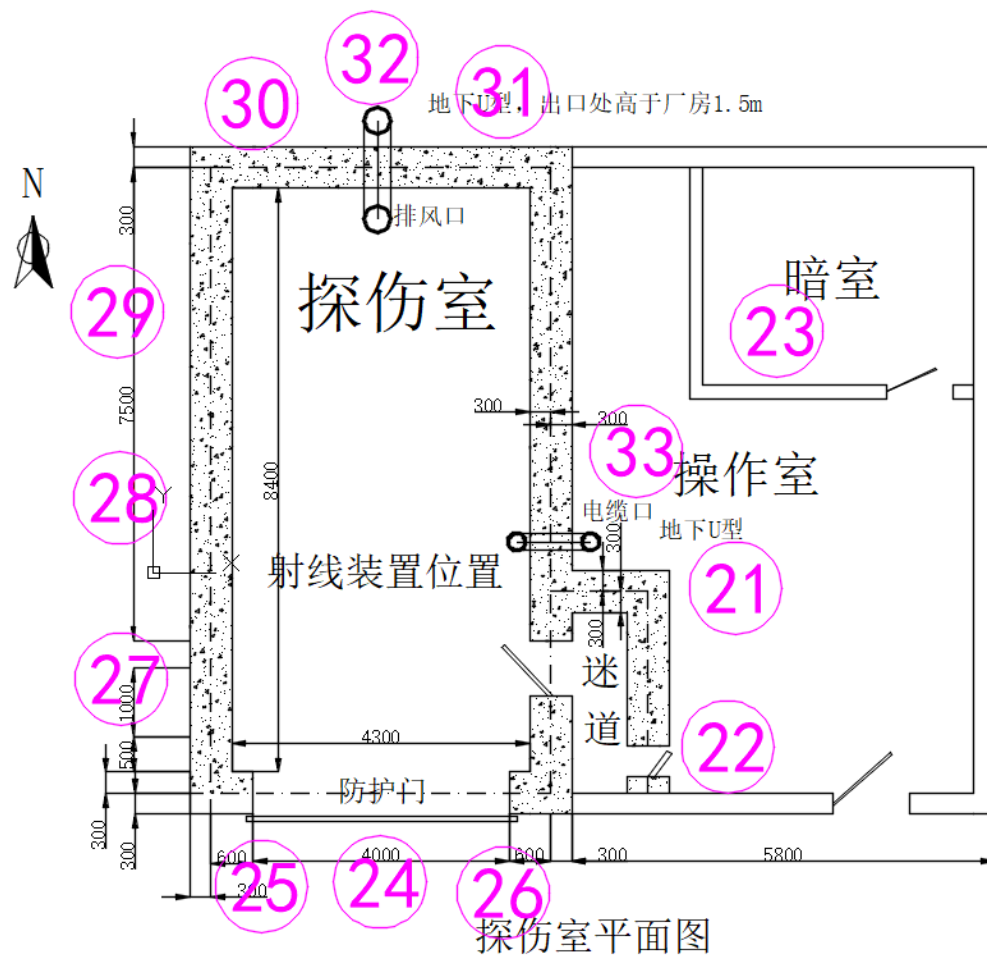 32
30
31
地下U型，出口处高于厂房1.5m
N
300
排风口
暗室
探伤室
29
23
7500
300
300
33
操作室
8400
28
Y
电缆口
地下U型
300
X
射线装置位置
21
300
迷
27
1000
道
4300
22
500
防护门
300
300
600
4000
600
300
5800
300
25
24
26
探伤室平面图